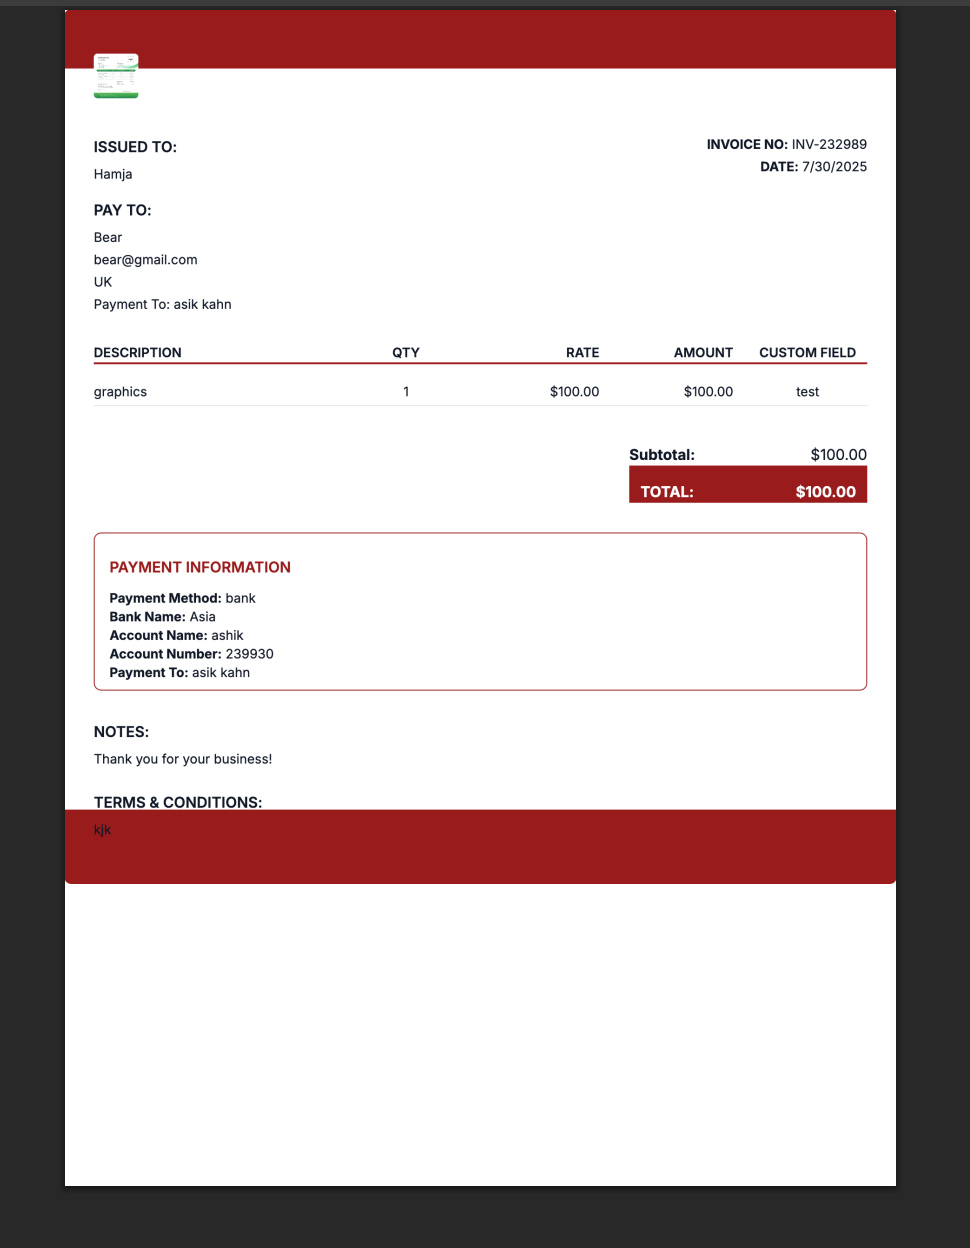 ISSUED TO:
Hamja
INVOICE NO: INV-232989
DATE: 7/30/2025
PAY TO:
Bear
bear@gmail.com
UK
Payment To: asik kahn
DESCRIPTION QTY RATE AMOUNT CUSTOM FIELD
graphics 1 $100.00 $100.00 test
Subtotal: $100.00
TOTAL: $100.00
PAYMENT INFORMATION
Payment Method: bank
Bank Name: Asia
Account Name: ashik
Account Number: 239930
Payment To: asik kahn
NOTES:
Thank you for your business!
TERMS & CONDITIONS:
kjk